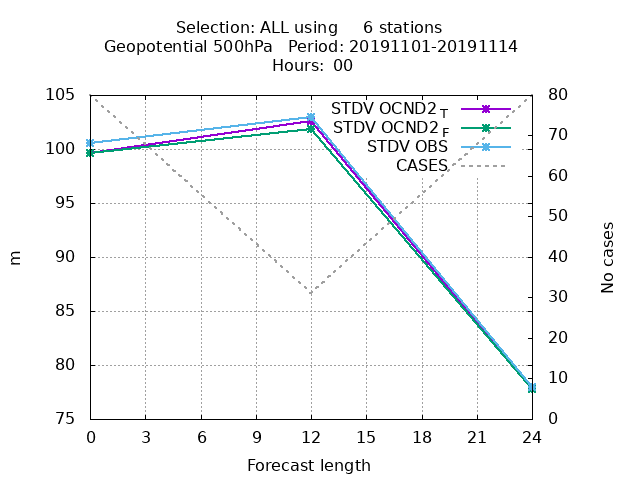 Selection: ALL using     6 stations
Geopotential 500hPa   Period: 20191101-20191114
Hours:  00
STDV OCND2_T
STDV OCND2_F
STDV OBS
CASES
m
105
100
95
90
85
80
75
80
70
60
50
40
30
20
10
0
No cases
0 3 6 9 12 15 18 21 24
Forecast length